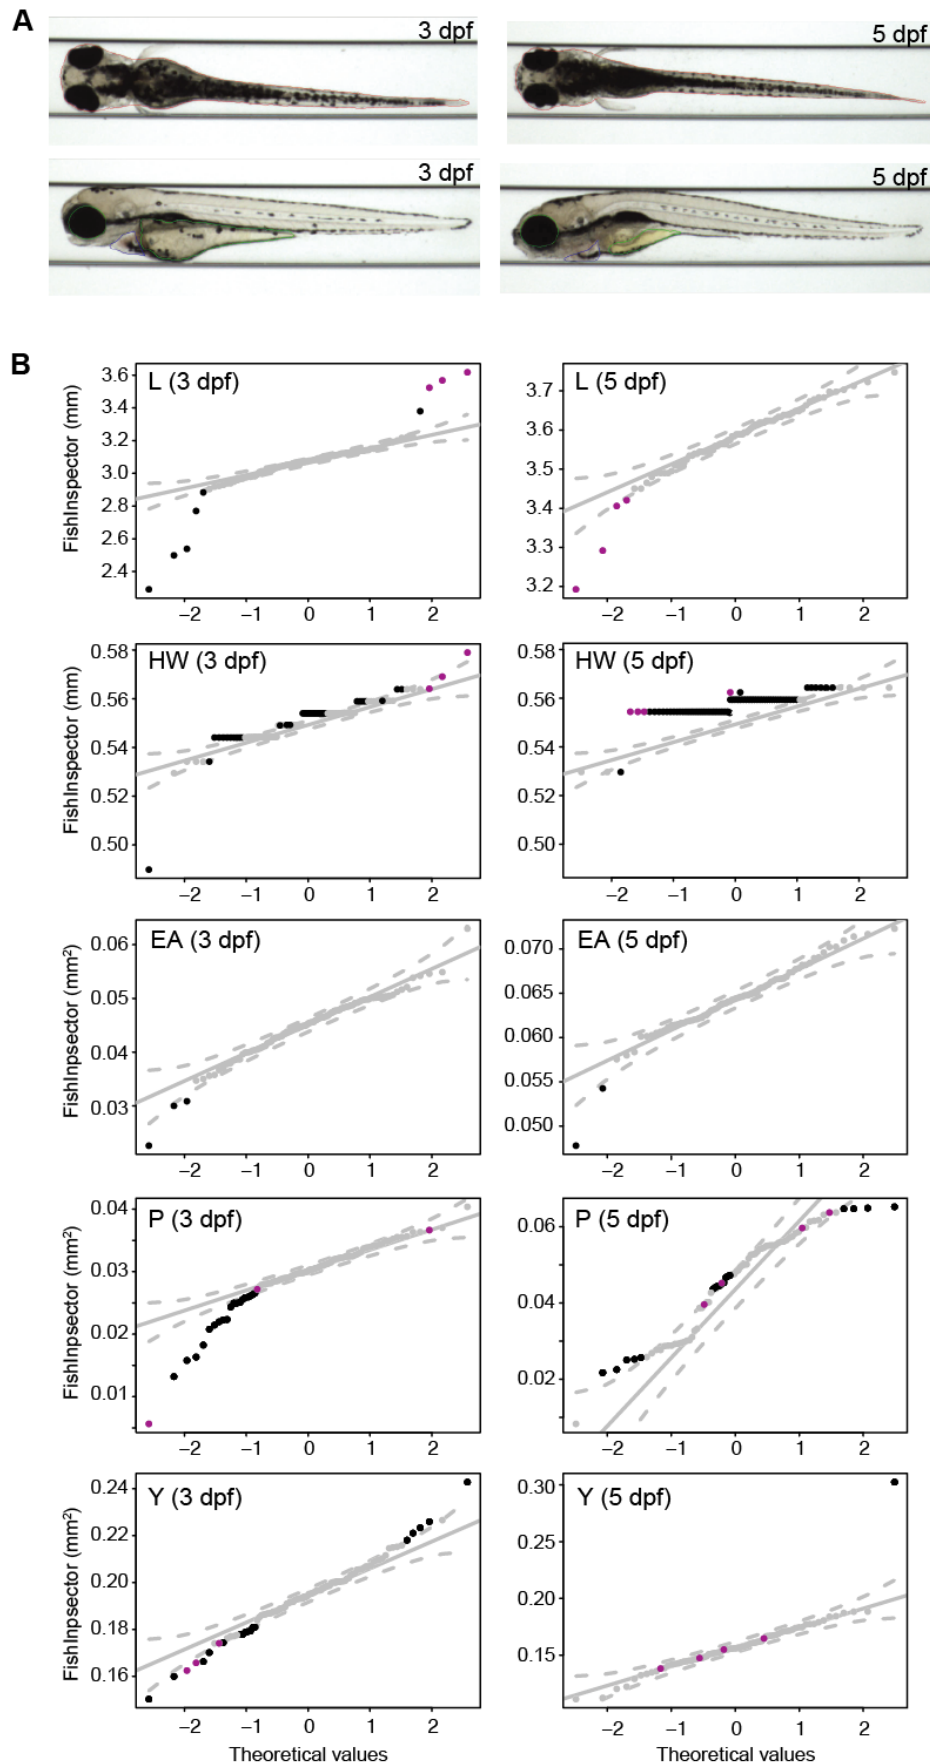 A
3 dpf
5 dpf
3 dpf
5 dpf
B
L (3 dpf)
FishInspector (mm)
3.6
3.4
3.2
3.0
2.8
2.6
2.4
−2 −1 0 1 2
L (5 dpf)
3.7
3.6
3.5
3.4
3.3
3.2
−2 −1 0 1 2
HW (3 dpf)
FishInspector (mm)
0.58
0.56
0.54
0.52
0.50
−2 −1 0 1 2
HW (5 dpf)
0.58
0.56
0.54
0.52
0.50
−2 −1 0 1 2
EA (3 dpf)
FishInpsector (mm²)
0.06
0.05
0.04
0.03
−2 −1 0 1 2
EA (5 dpf)
0.070
0.065
0.060
0.055
0.050
−2 −1 0 1 2
P (3 dpf)
FishInpsector (mm²)
0.04
0.03
0.02
0.01
−2 −1 0 1 2
P (5 dpf)
0.06
0.04
0.02
−2 −1 0 1 2
Y (3 dpf)
FishInpsector (mm²)
0.24
0.22
0.20
0.18
0.16
−2 −1 0 1 2
Theoretical values
Y (5 dpf)
0.30
0.25
0.20
0.15
−2 −1 0 1 2
Theoretical values